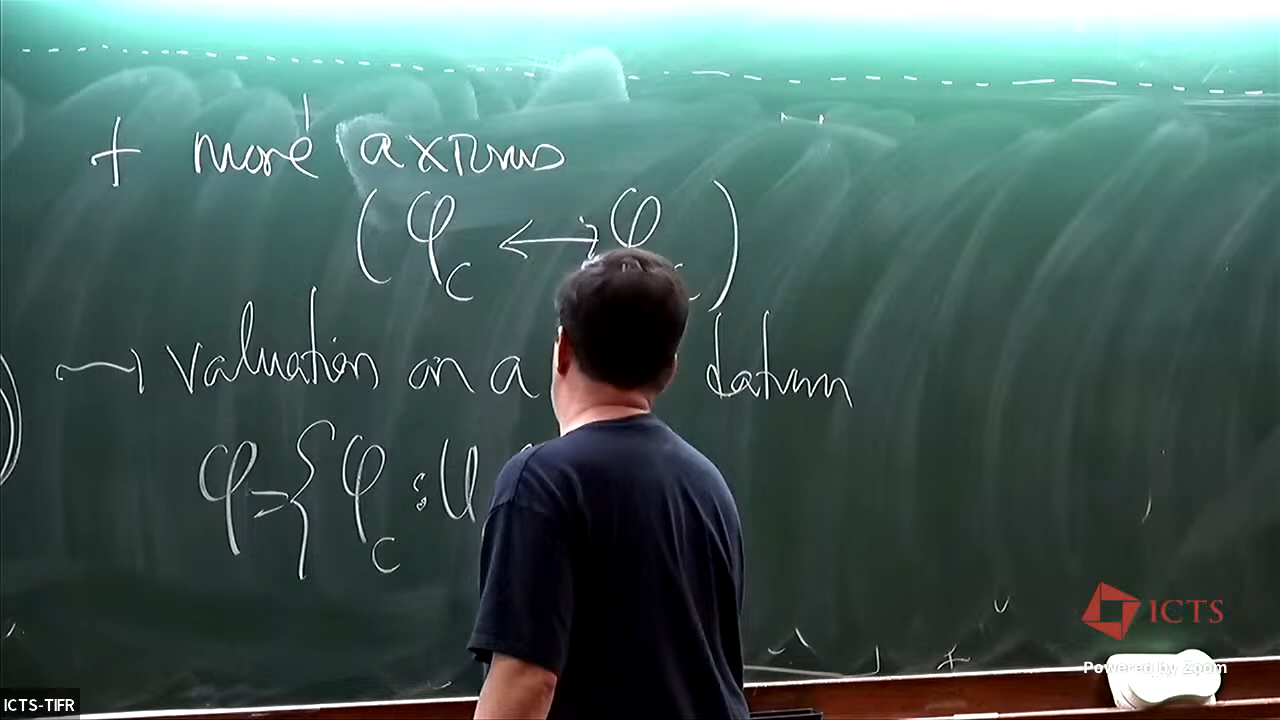 + more axioms
(φ_C ↔ φ
⇝ valuation on a datum
φ = { φ_C : U
ICTS
Powered by Zoom
ICTS-TIFR